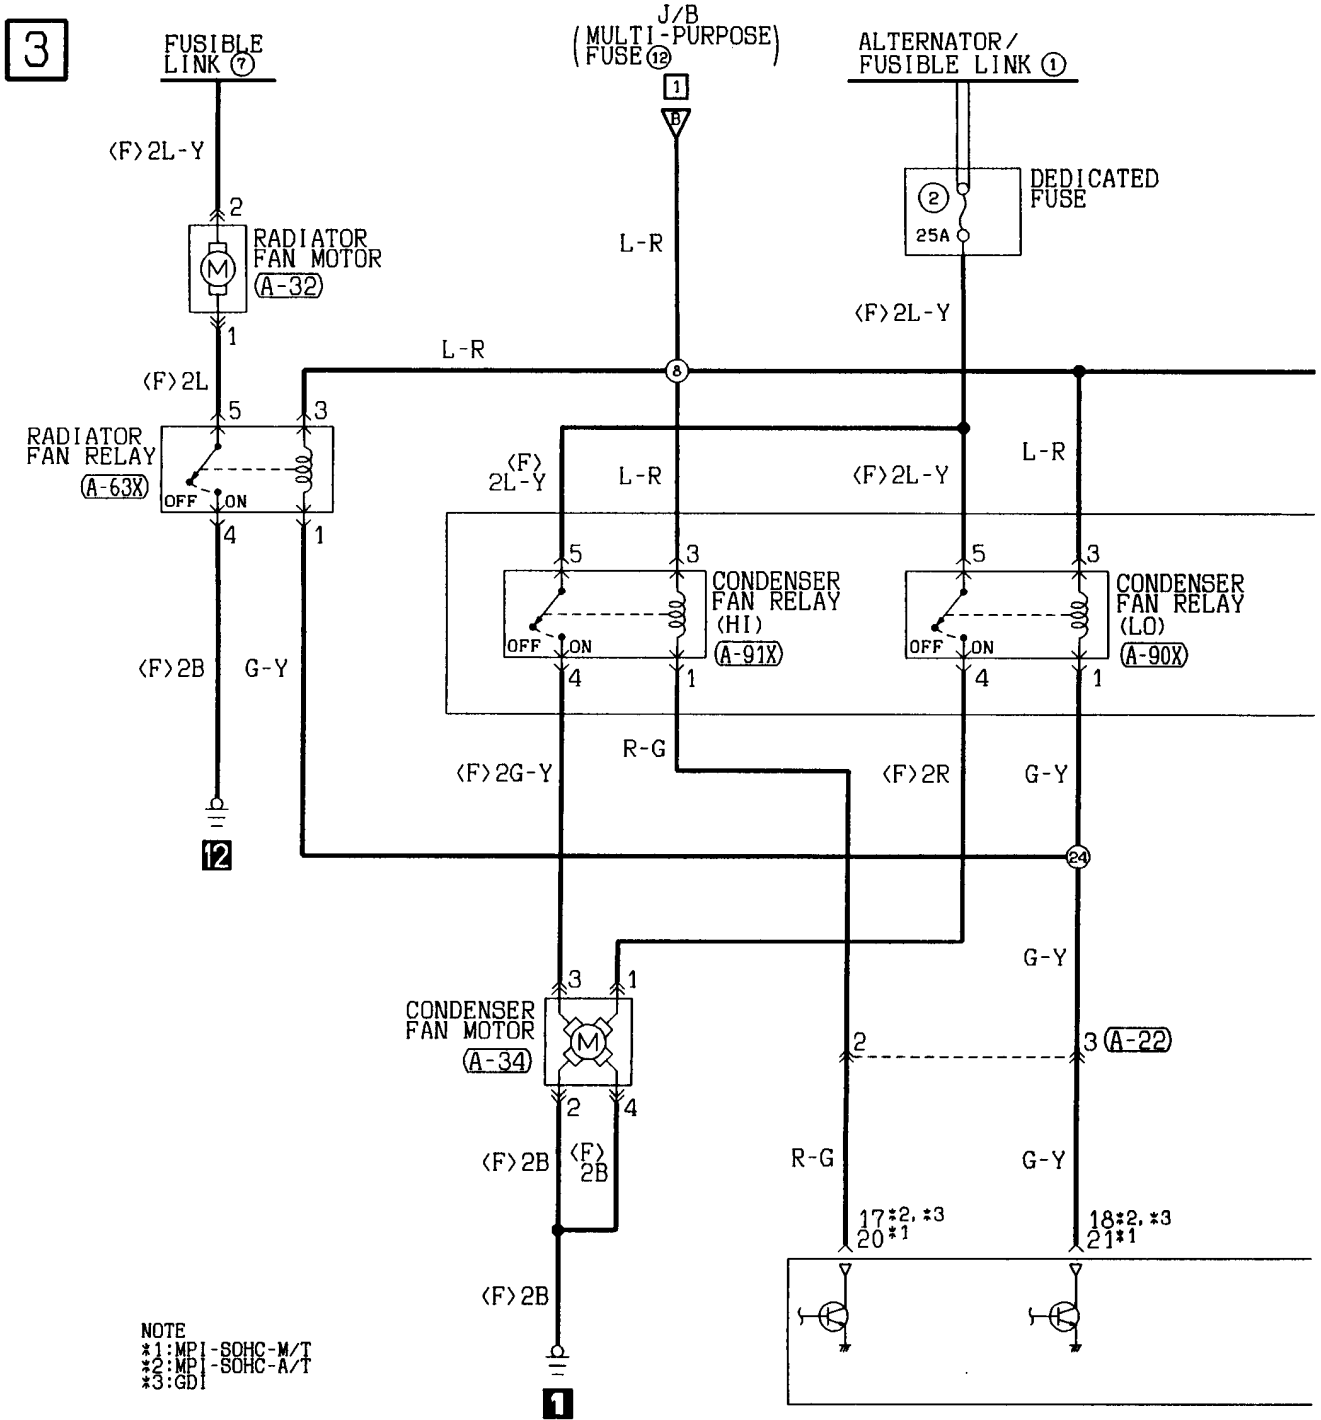 3
FUSIBLE
LINK ⑦
J/B
(MULTI-PURPOSE)
FUSE⑫
1
B
ALTERNATOR/
FUSIBLE LINK ①
<F>2L-Y
2
RADIATOR
FAN MOTOR
A-32
M
1
②
25A
DEDICATED
FUSE
L-R
<F>2L-Y
L-R
8
<F>2L
5
3
RADIATOR
FAN RELAY
A-63X
OFF
ON
4
1
<F>
2L-Y
L-R
<F>2L-Y
L-R
5
3
CONDENSER
FAN RELAY
(HI)
A-91X
OFF
ON
4
1
5
3
CONDENSER
FAN RELAY
(LO)
A-90X
OFF
ON
4
1
<F>2B
G-Y
<F>2G-Y
R-G
<F>2R
G-Y
12
24
G-Y
3
1
CONDENSER
FAN MOTOR
A-34
M
2
4
2
3
A-22
<F>2B
<F>
2B
R-G
G-Y
17*2,*3
20*1
18*2,*3
21*1
<F>2B
1
NOTE
*1:MPI-SOHC-M/T
*2:MPI-SOHC-A/T
*3:GDI